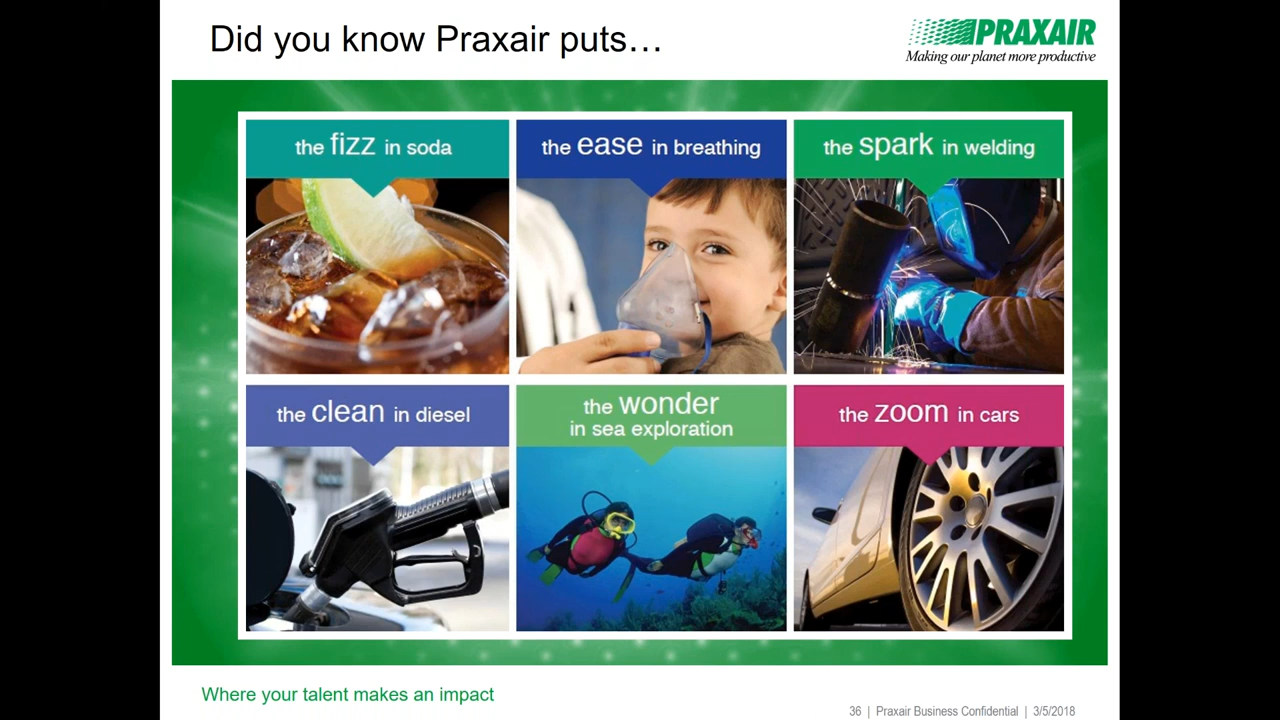 Did you know Praxair puts…
PRAXAIR
Making our planet more productive
the fizz in soda
the ease in breathing
the spark in welding
the clean in diesel
the wonder
in sea exploration
the zoom in cars
Where your talent makes an impact
36 | Praxair Business Confidential | 3/5/2018